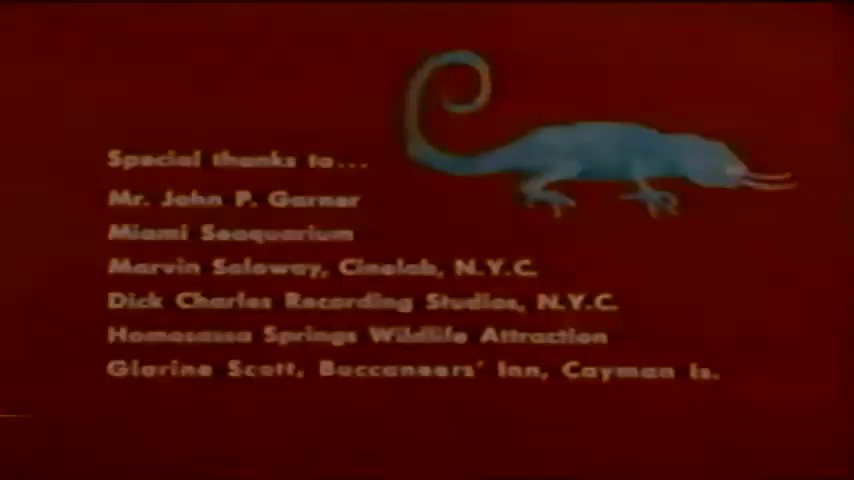 Special thanks to...
Mr. John P. Garner
Miami Seaquarium
Marvin Soloway, Cinelab, N.Y.C.
Dick Charles Recording Studios, N.Y.C.
Homosassa Springs Wildlife Attraction
Glarine Scott, Buccaneers' Inn, Cayman Is.